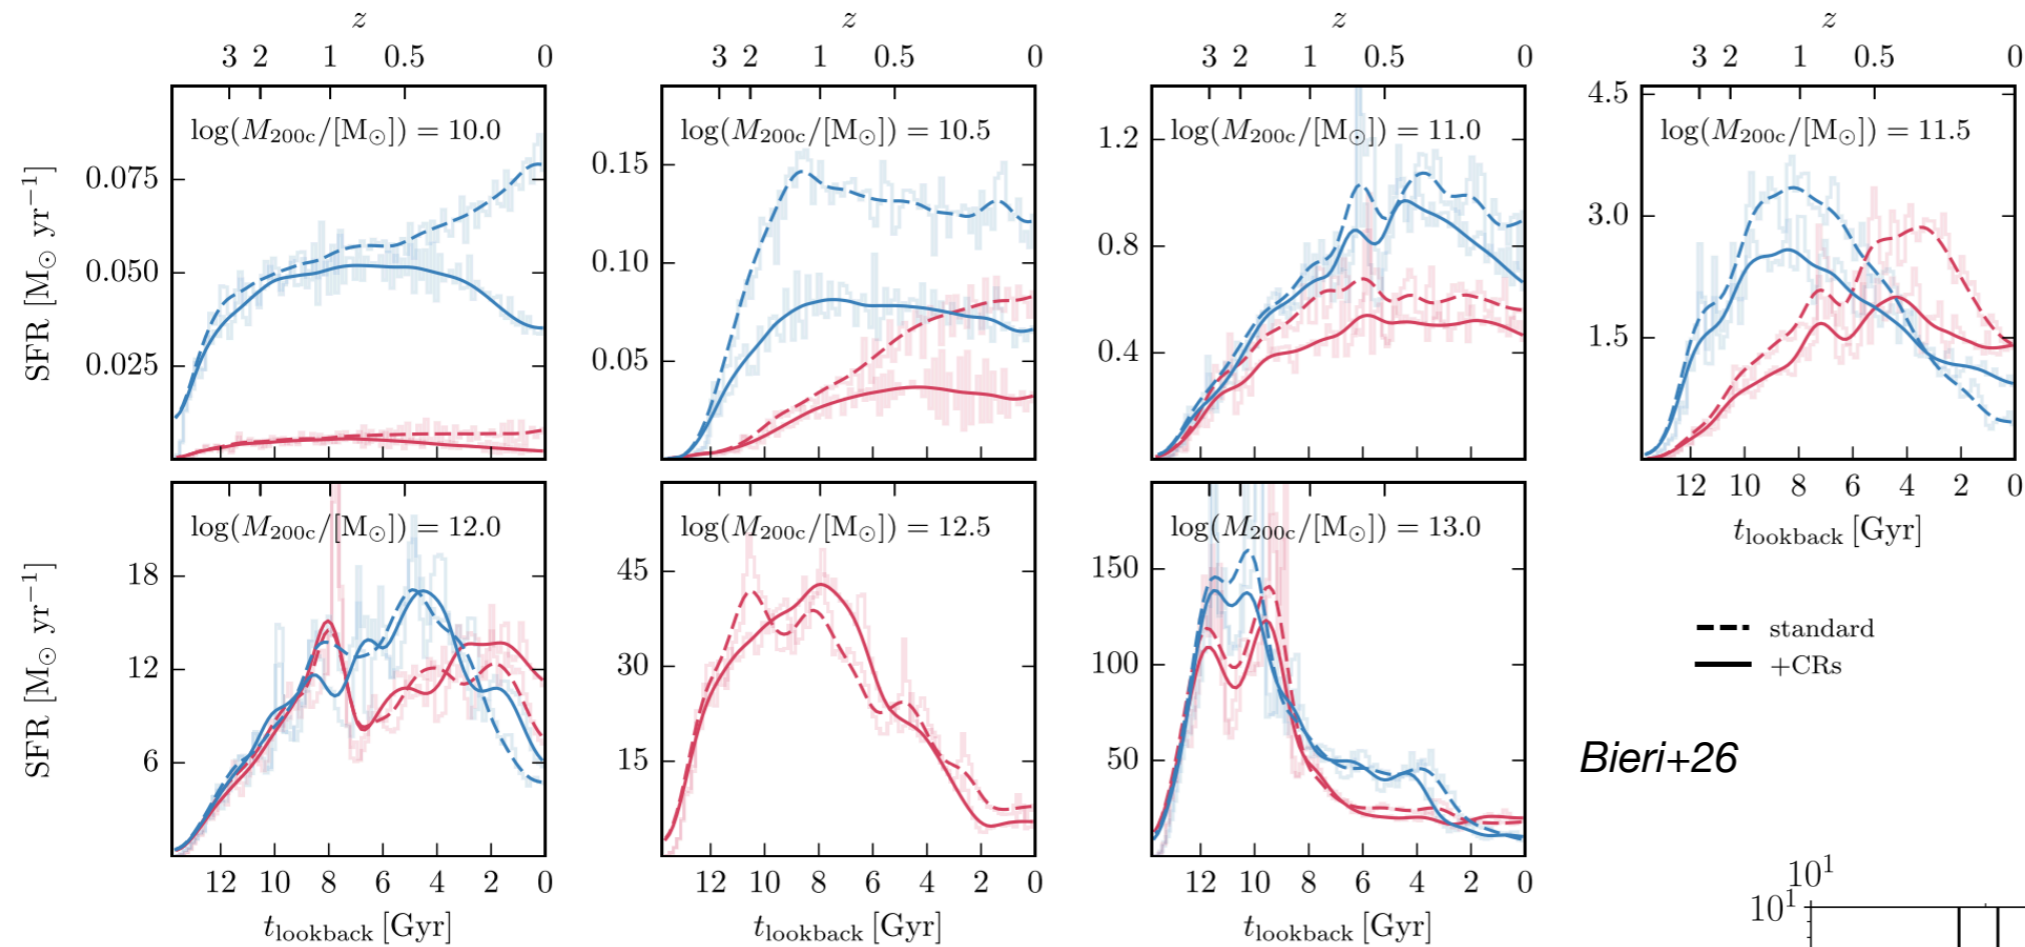 z z z z
3 2 1 0.5 0 3 2 1 0.5 0 3 2 1 0.5 0 3 2 1 0.5 0
log(M₂₀₀c/[M⊙]) = 10.0
log(M₂₀₀c/[M⊙]) = 10.5
log(M₂₀₀c/[M⊙]) = 11.0
log(M₂₀₀c/[M⊙]) = 11.5
SFR [M⊙ yr⁻¹]
0.075
0.050
0.025
0.15
0.10
0.05
1.2
0.8
0.4
4.5
3.0
1.5
12 10 8 6 4 2 0
t_lookback [Gyr]
log(M₂₀₀c/[M⊙]) = 12.0
log(M₂₀₀c/[M⊙]) = 12.5
log(M₂₀₀c/[M⊙]) = 13.0
SFR [M⊙ yr⁻¹]
18
12
6
45
30
15
150
100
50
12 10 8 6 4 2 0 12 10 8 6 4 2 0 12 10 8 6 4 2 0
t_lookback [Gyr] t_lookback [Gyr] t_lookback [Gyr]
standard
+CRs
Bieri+26
10¹
10¹